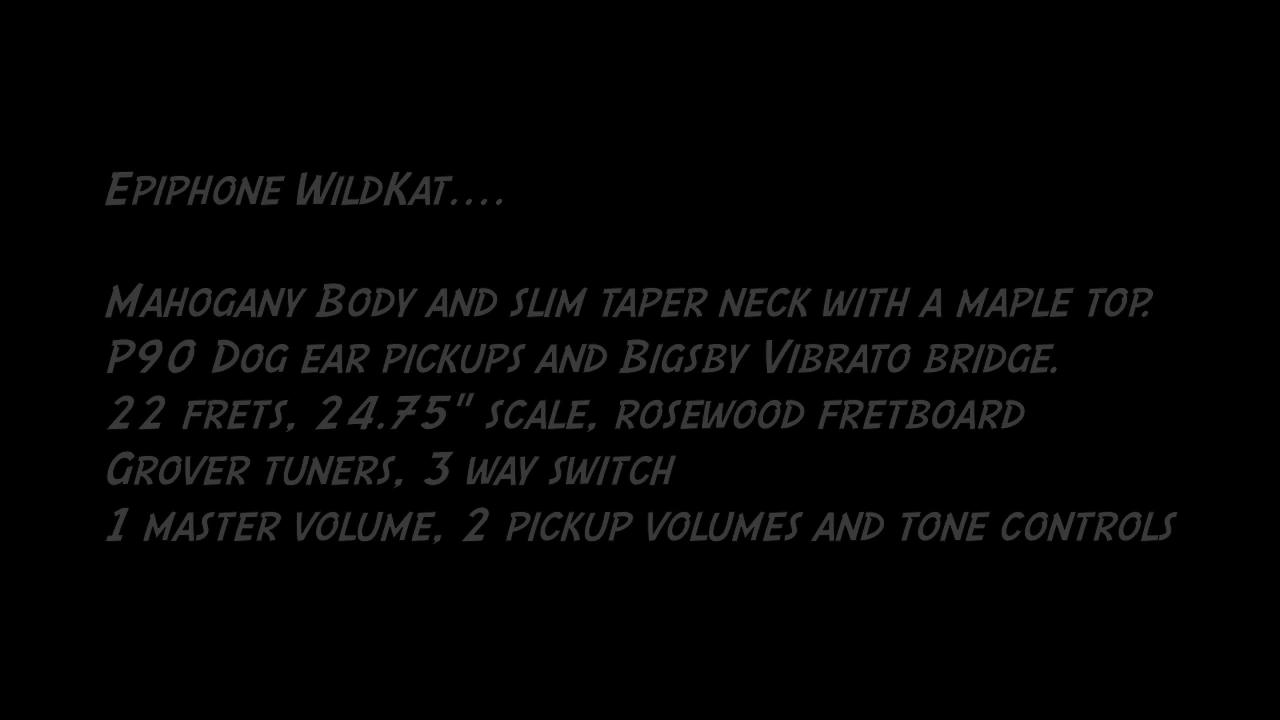 Epiphone WildKat....
Mahogany Body and slim taper neck with a maple top.
P90 Dog ear pickups and Bigsby Vibrato bridge.
22 frets, 24.75" scale, rosewood fretboard
Grover tuners, 3 way switch
1 master volume, 2 pickup volumes and tone controls